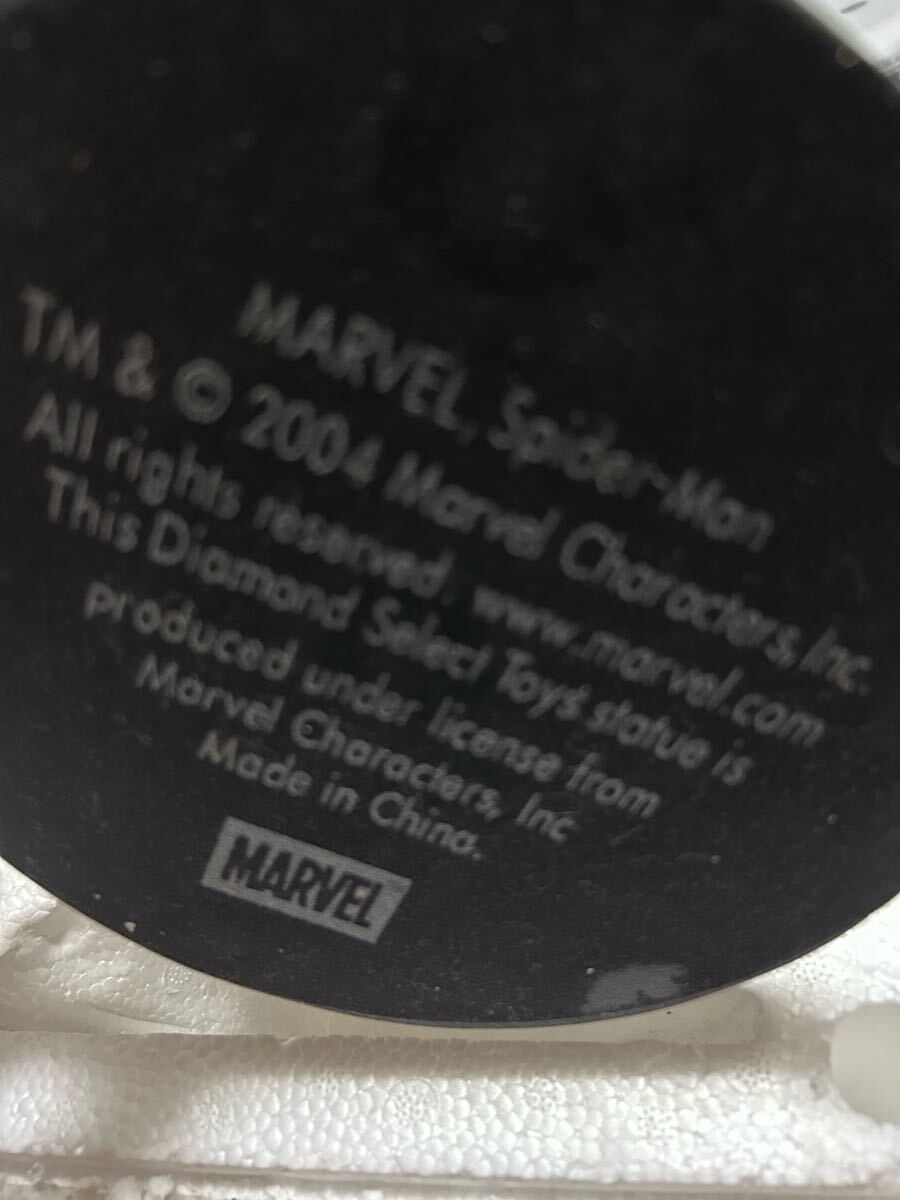 MARVEL, Spider-Man
TM & © 2004 Marvel Characters, Inc.
All rights reserved. www.marvel.com
This Diamond Select Toys statue is
produced under license from
Marvel Characters, Inc
Made in China.
MARVEL